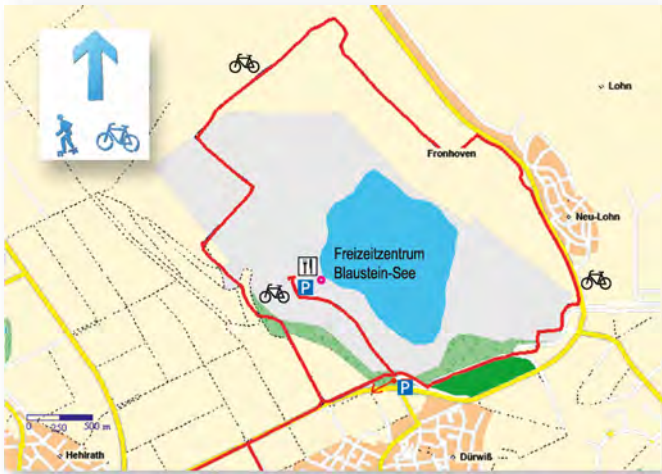 Lohn
Fronhoven
Neu-Lohn
Freizeitzentrum
Blaustein-See
P
P
0 250 500 m
Hehlrath
Dürwiß